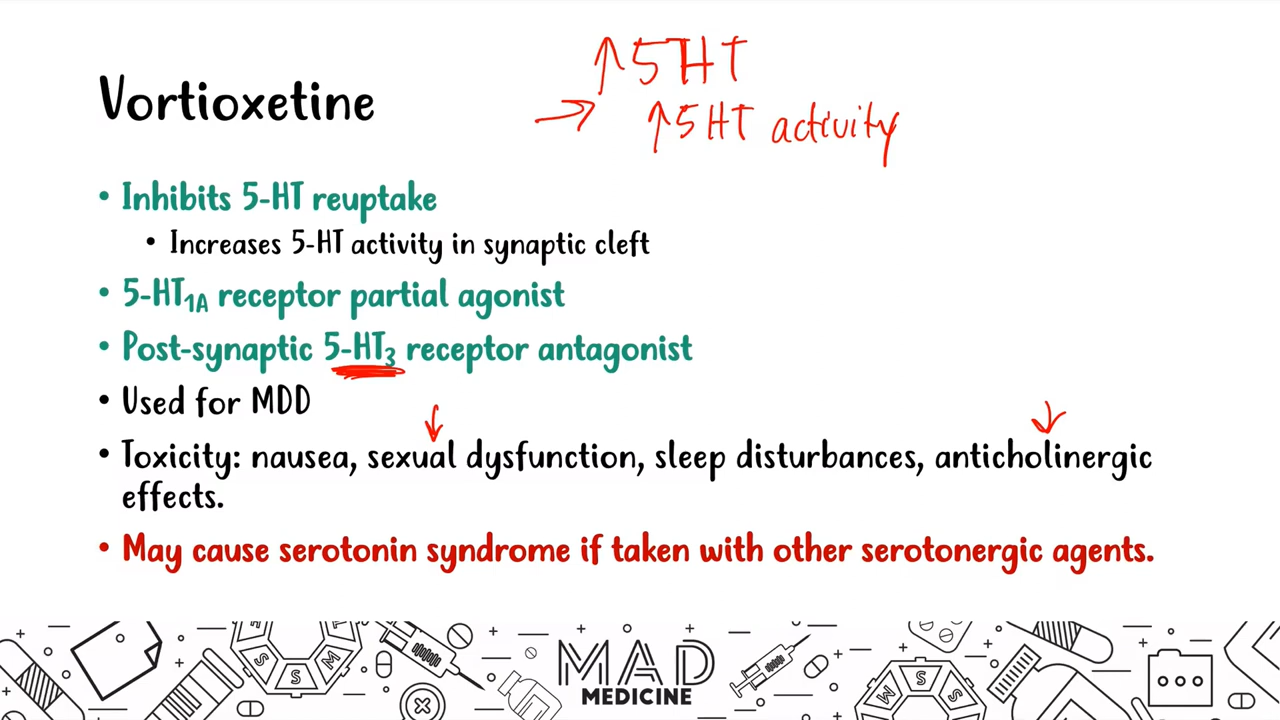 ↑5HT
Vortioxetine
→ ↑5HT activity
• Inhibits 5-HT reuptake
• Increases 5-HT activity in synaptic cleft
• 5-HT1A receptor partial agonist
• Post-synaptic 5-HT3 receptor antagonist
• Used for MDD
• Toxicity: nausea, sexual dysfunction, sleep disturbances, anticholinergic
effects.
• May cause serotonin syndrome if taken with other serotonergic agents.
MAD
MEDICINE